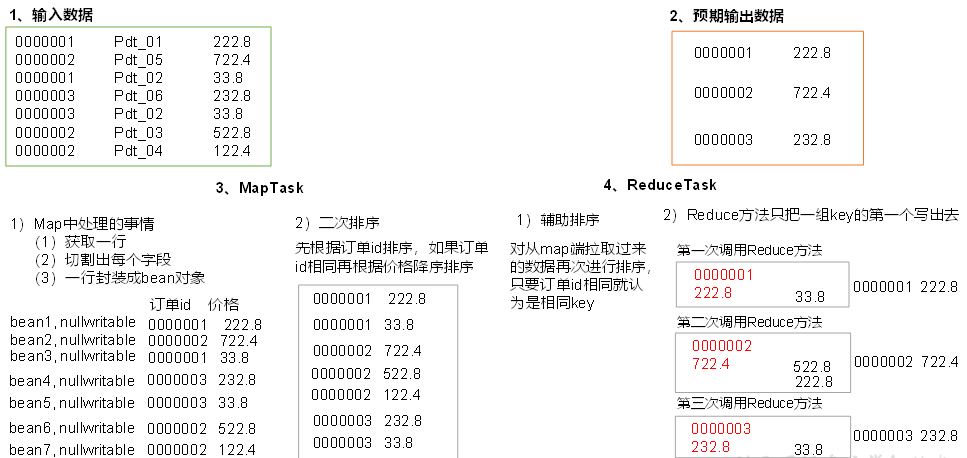 1、输入数据
0000001 Pdt_01 222.8
0000002 Pdt_05 722.4
0000001 Pdt_02 33.8
0000003 Pdt_06 232.8
0000003 Pdt_02 33.8
0000002 Pdt_03 522.8
0000002 Pdt_04 122.4
2、预期输出数据
0000001 222.8
0000002 722.4
0000003 232.8
3、MapTask
1）Map中处理的事情
（1）获取一行
（2）切割出每个字段
（3）一行封装成bean对象
订单id 价格
bean1,nullwritable 0000001 222.8
bean2,nullwritable 0000002 722.4
bean3,nullwritable 0000001 33.8
bean4,nullwritable 0000003 232.8
bean5,nullwritable 0000003 33.8
bean6,nullwritable 0000002 522.8
bean7,nullwritable 0000002 122.4
2）二次排序
先根据订单id排序，如果订单
id相同再根据价格降序排序
0000001 222.8
0000001 33.8
0000002 722.4
0000002 522.8
0000002 122.4
0000003 232.8
0000003 33.8
4、ReduceTask
1）辅助排序
对从map端拉取过来
的数据再次进行排序，
只要订单id相同就认
为是相同key
2）Reduce方法只把一组key的第一个写出去
第一次调用Reduce方法
0000001
222.8 33.8
0000001 222.8
第二次调用Reduce方法
0000002
722.4 522.8
222.8
0000002 722.4
第三次调用Reduce方法
0000003
232.8 33.8
0000003 232.8